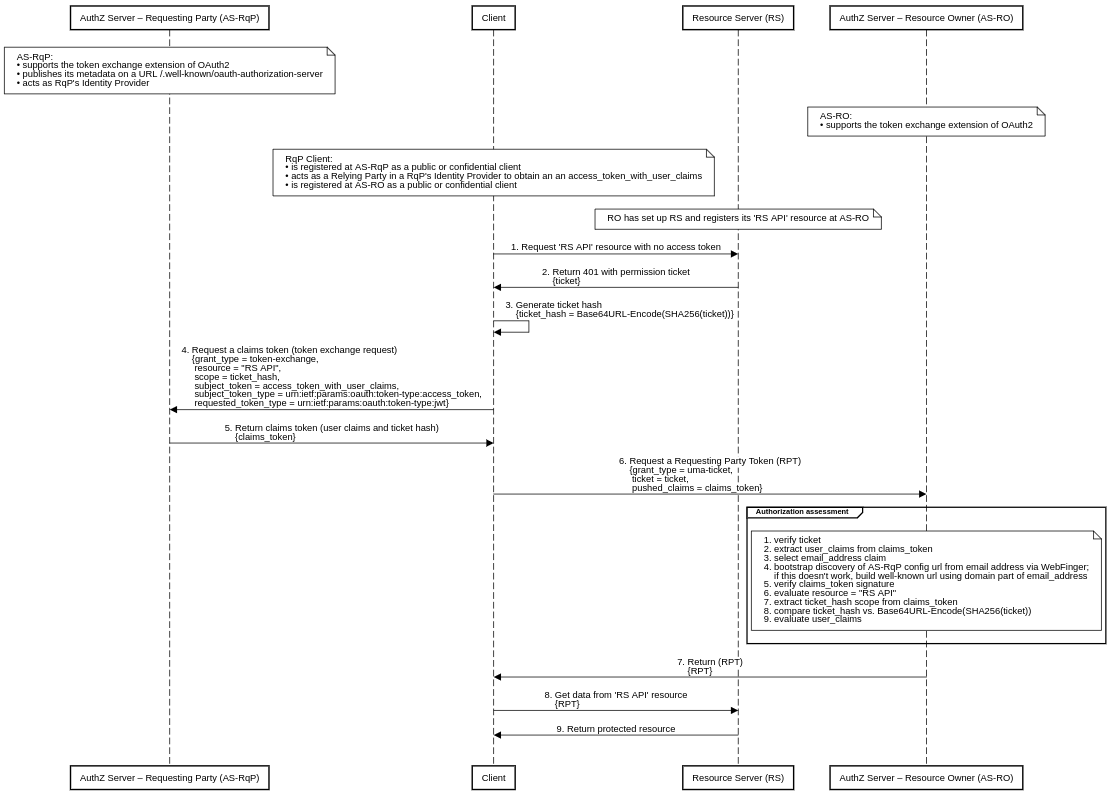 AuthZ Server – Requesting Party (AS-RqP)
Client
Resource Server (RS)
AuthZ Server – Resource Owner (AS-RO)
AS-RqP:
• supports the token exchange extension of OAuth2
• publishes its metadata on a URL /.well-known/oauth-authorization-server
• acts as RqP's Identity Provider
AS-RO:
• supports the token exchange extension of OAuth2
RqP Client:
• is registered at AS-RqP as a public or confidential client
• acts as a Relying Party in a RqP's Identity Provider to obtain an an access_token_with_user_claims
• is registered at AS-RO as a public or confidential client
RO has set up RS and registers its 'RS API' resource at AS-RO
1. Request 'RS API' resource with no access token
2. Return 401 with permission ticket
{ticket}
3. Generate ticket hash
{ticket_hash = Base64URL-Encode(SHA256(ticket))}
4. Request a claims token (token exchange request)
{grant_type = token-exchange,
resource = "RS API",
scope = ticket_hash,
subject_token = access_token_with_user_claims,
subject_token_type = urn:ietf:params:oauth:token-type:access_token,
requested_token_type = urn:ietf:params:oauth:token-type:jwt}
5. Return claims token (user claims and ticket hash)
{claims_token}
6. Request a Requesting Party Token (RPT)
{grant_type = uma-ticket,
ticket = ticket,
pushed_claims = claims_token}
Authorization assessment
1. verify ticket
2. extract user_claims from claims_token
3. select email_address claim
4. bootstrap discovery of AS-RqP config url from email address via WebFinger;
if this doesn't work, build well-known url using domain part of email_address
5. verify claims_token signature
6. evaluate resource = "RS API"
7. extract ticket_hash scope from claims_token
8. compare ticket_hash vs. Base64URL-Encode(SHA256(ticket))
9. evaluate user_claims
7. Return (RPT)
{RPT}
8. Get data from 'RS API' resource
{RPT}
9. Return protected resource
AuthZ Server – Requesting Party (AS-RqP)
Client
Resource Server (RS)
AuthZ Server – Resource Owner (AS-RO)